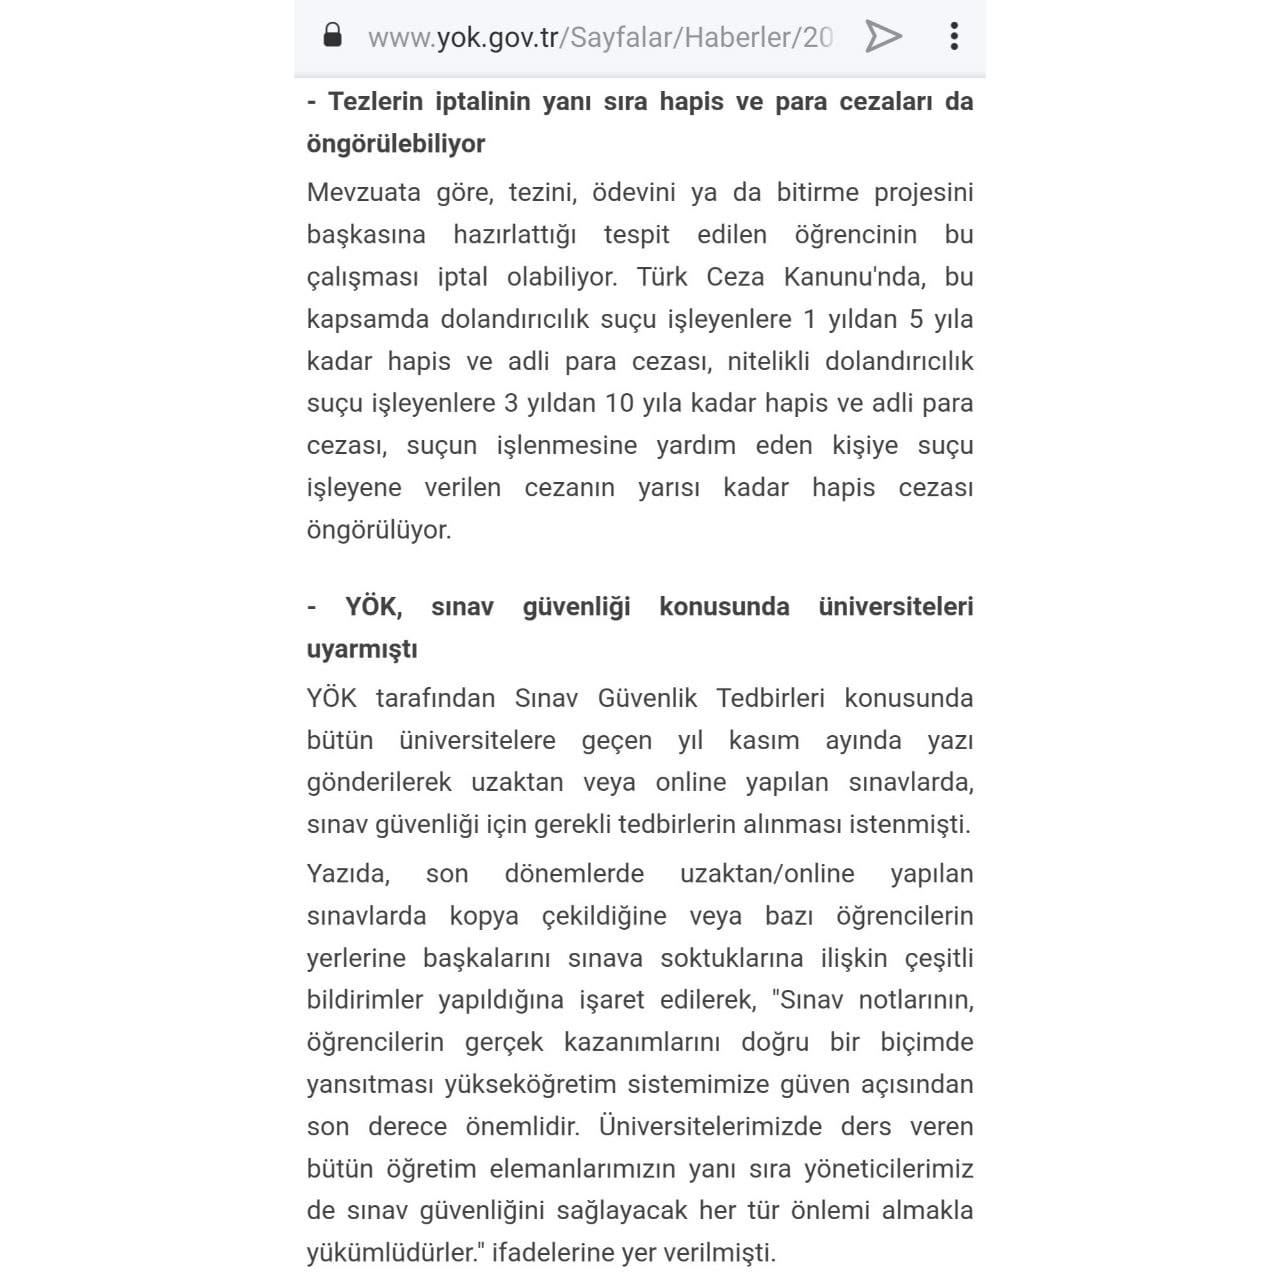 www.yok.gov.tr/Sayfalar/Haberler/20
- Tezlerin iptalinin yanı sıra hapis ve para cezaları da
öngörülebiliyor
Mevzuata göre, tezini, ödevini ya da bitirme projesini
başkasına hazırlattığı tespit edilen öğrencinin bu
çalışması iptal olabiliyor. Türk Ceza Kanunu'nda, bu
kapsamda dolandırıcılık suçu işleyenlere 1 yıldan 5 yıla
kadar hapis ve adli para cezası, nitelikli dolandırıcılık
suçu işleyenlere 3 yıldan 10 yıla kadar hapis ve adli para
cezası, suçun işlenmesine yardım eden kişiye suçu
işleyene verilen cezanın yarısı kadar hapis cezası
öngörülüyor.
- YÖK, sınav güvenliği konusunda üniversiteleri
uyarmıştı
YÖK tarafından Sınav Güvenlik Tedbirleri konusunda
bütün üniversitelere geçen yıl kasım ayında yazı
gönderilerek uzaktan veya online yapılan sınavlarda,
sınav güvenliği için gerekli tedbirlerin alınması istenmişti.
Yazıda, son dönemlerde uzaktan/online yapılan
sınavlarda kopya çekildiğine veya bazı öğrencilerin
yerlerine başkalarını sınava soktuklarına ilişkin çeşitli
bildirimler yapıldığına işaret edilerek, "Sınav notlarının,
öğrencilerin gerçek kazanımlarını doğru bir biçimde
yansıtması yükseköğretim sistemimize güven açısından
son derece önemlidir. Üniversitelerimizde ders veren
bütün öğretim elemanlarımızın yanı sıra yöneticilerimiz
de sınav güvenliğini sağlayacak her tür önlemi almakla
yükümlüdürler." ifadelerine yer verilmişti.